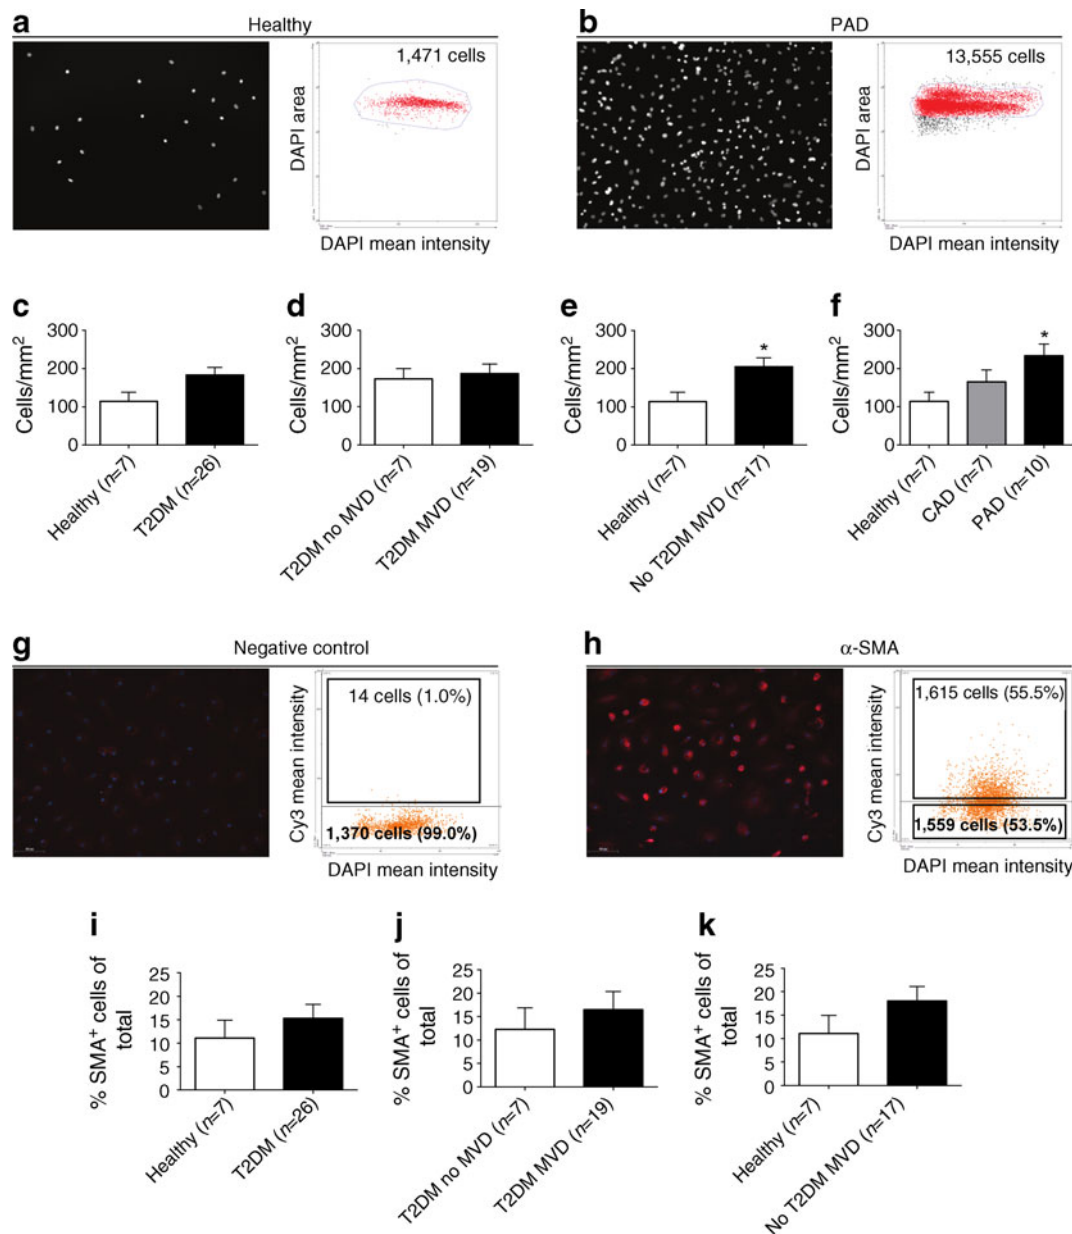 a
Healthy
1,471 cells
DAPI area
DAPI mean intensity
b
PAD
13,555 cells
DAPI area
DAPI mean intensity
c
Cells/mm²
300
200
100
0
Healthy (n=7)
T2DM (n=26)
d
300
200
100
0
T2DM no MVD (n=7)
T2DM MVD (n=19)
e
Cells/mm²
300
200
100
0
*
Healthy (n=7)
No T2DM MVD (n=17)
f
Cells/mm²
300
200
100
0
*
Healthy (n=7)
CAD (n=7)
PAD (n=10)
g
Negative control
14 cells (1.0%)
1,370 cells (99.0%)
Cy3 mean intensity
DAPI mean intensity
h
α-SMA
1,615 cells (55.5%)
1,559 cells (53.5%)
Cy3 mean intensity
DAPI mean intensity
i
% SMA⁺ cells of
total
25
20
15
10
5
0
Healthy (n=7)
T2DM (n=26)
j
% SMA⁺ cells of
total
25
20
15
10
5
0
T2DM no MVD (n=7)
T2DM MVD (n=19)
k
% SMA⁺ cells of
total
25
20
15
10
5
0
Healthy (n=7)
No T2DM MVD (n=17)